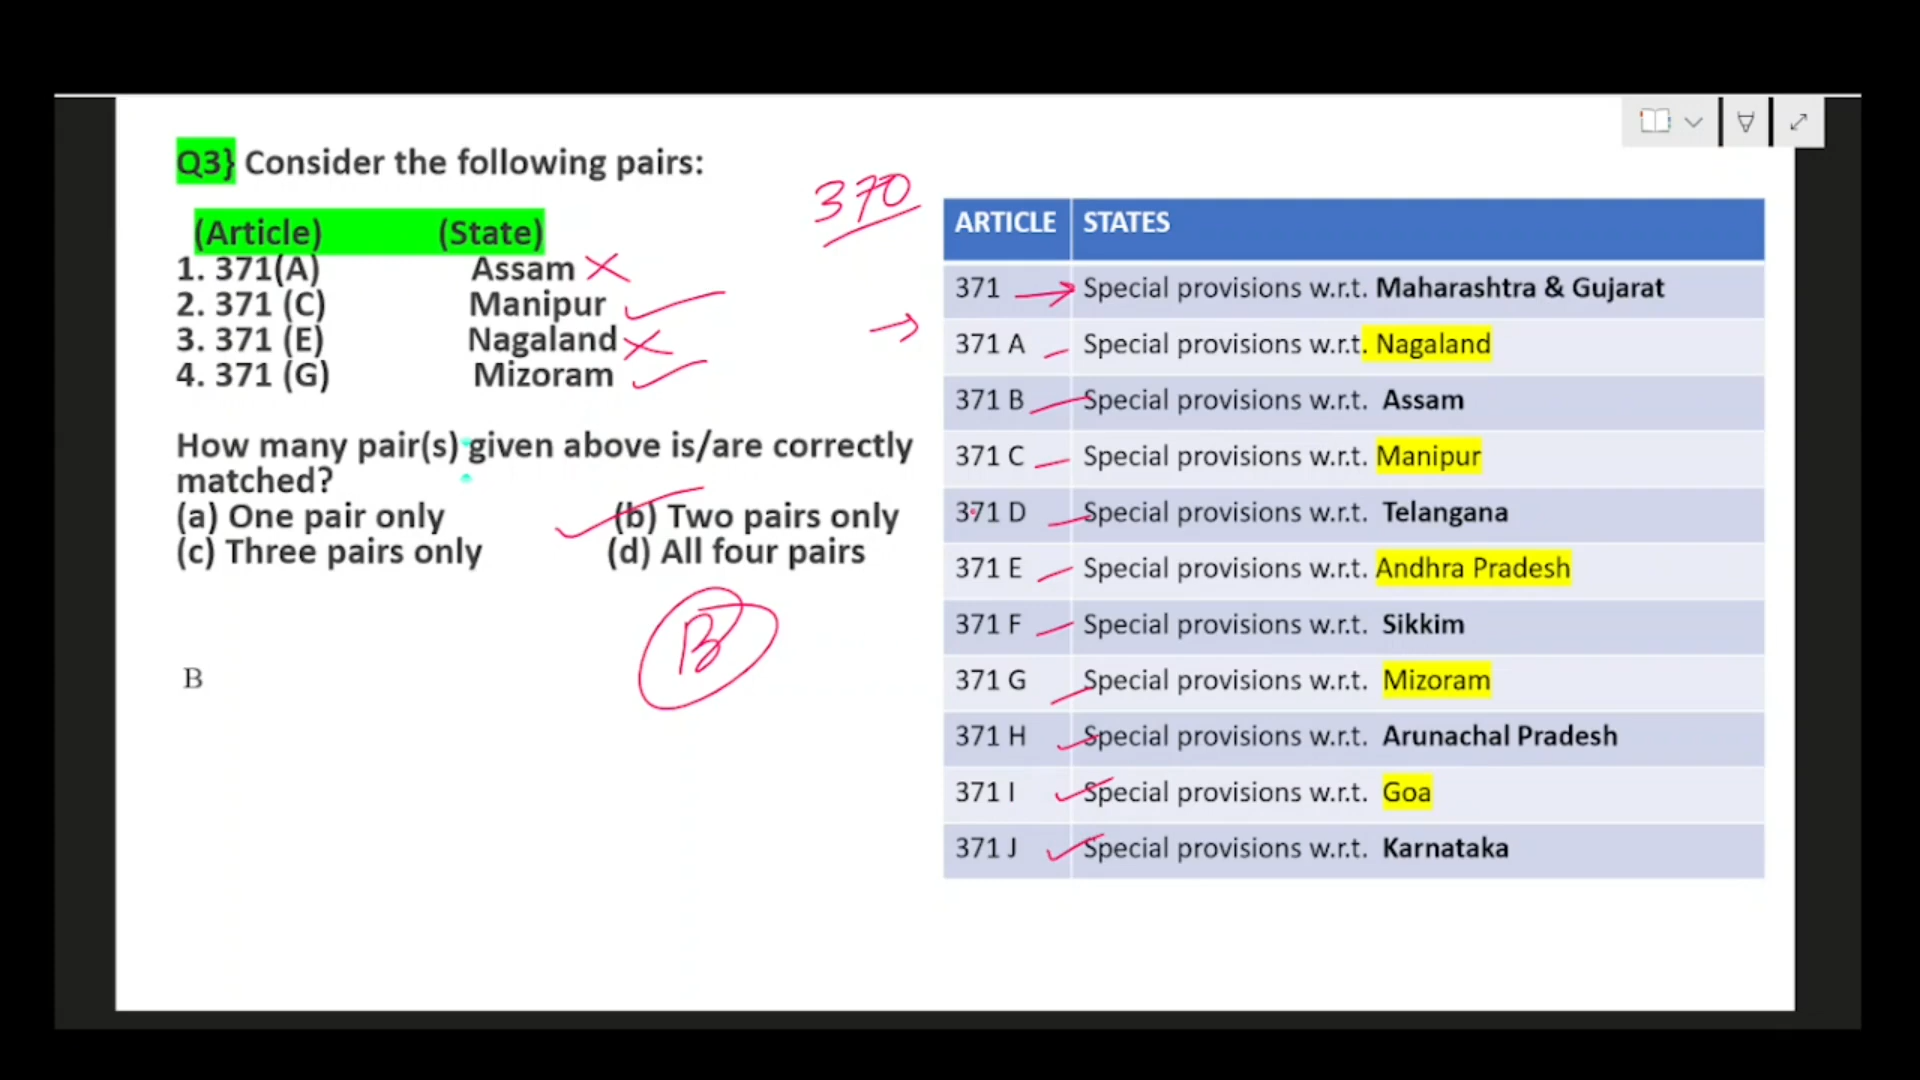 Q3} Consider the following pairs:
(Article) (State)
1. 371(A) Assam
2. 371 (C) Manipur
3. 371 (E) Nagaland
4. 371 (G) Mizoram
How many pair(s) given above is/are correctly
matched?
(a) One pair only (b) Two pairs only
(c) Three pairs only (d) All four pairs
B
B
370
ARTICLE STATES
371 Special provisions w.r.t. Maharashtra & Gujarat
371 A Special provisions w.r.t. Nagaland
371 B Special provisions w.r.t. Assam
371 C Special provisions w.r.t. Manipur
371 D Special provisions w.r.t. Telangana
371 E Special provisions w.r.t. Andhra Pradesh
371 F Special provisions w.r.t. Sikkim
371 G Special provisions w.r.t. Mizoram
371 H Special provisions w.r.t. Arunachal Pradesh
371 I Special provisions w.r.t. Goa
371 J Special provisions w.r.t. Karnataka